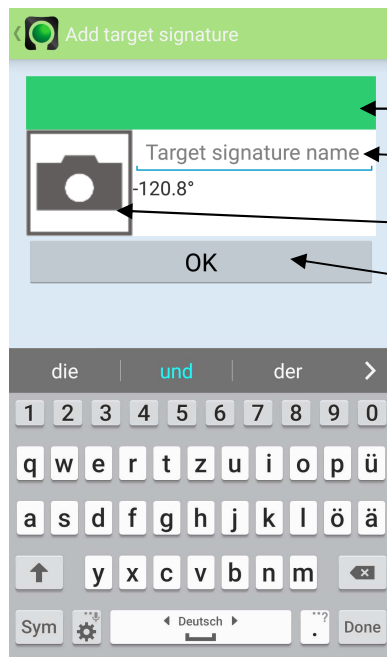 Add target signature
Target signature name
-120.8°
OK
die und der
1 2 3 4 5 6 7 8 9 0
q w e r t z u i o p ü
a s d f g h j k l ö ä
y x c v b n m
Sym Deutsch ...? . Done